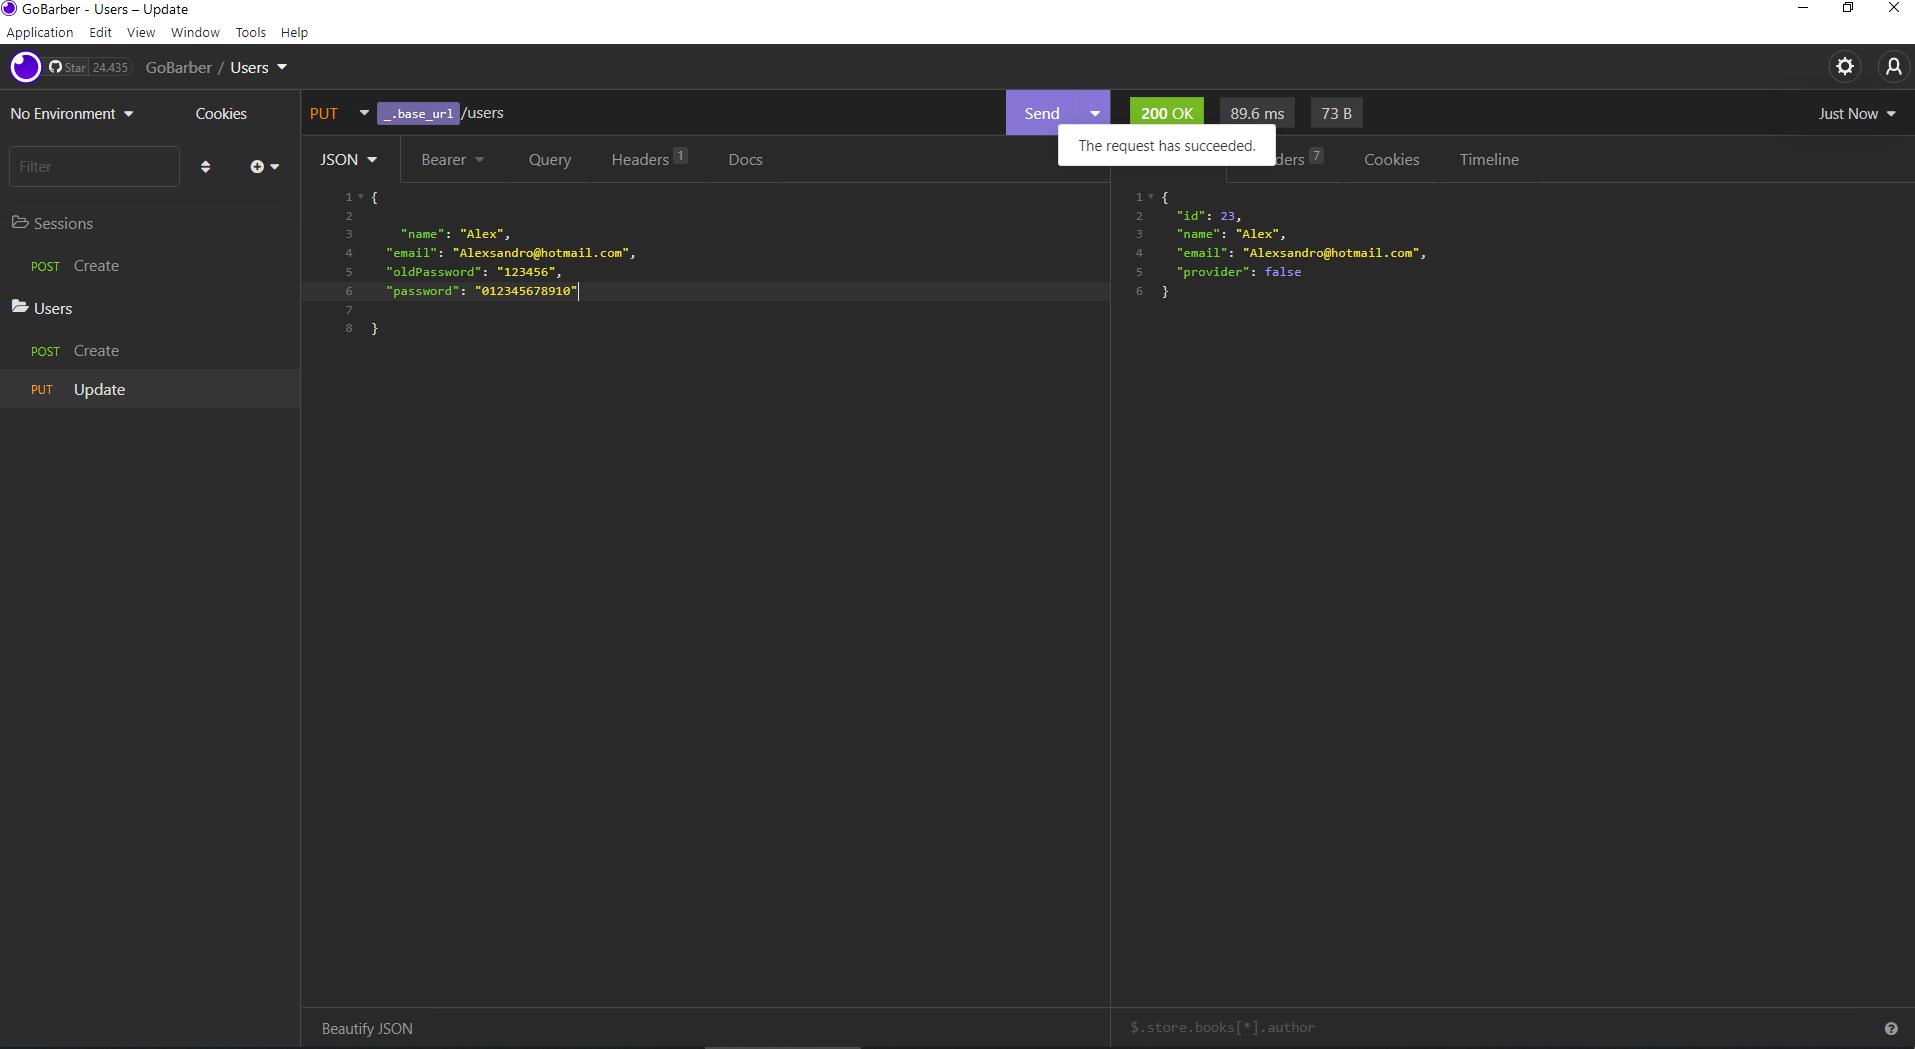 GoBarber - Users – Update
Application Edit View Window Tools Help
Star 24.435 GoBarber / Users
No Environment Cookies
PUT _.base_url /users Send 200 OK 89.6 ms 73 B Just Now
The request has succeeded.
Filter
JSON Bearer Query Headers 1 Docs
ders 7 Cookies Timeline
Sessions
POST Create
Users
POST Create
PUT Update
1 {
2
3 "name": "Alex",
4 "email": "Alexsandro@hotmail.com",
5 "oldPassword": "123456",
6 "password": "012345678910"
7
8 }
1 {
2 "id": 23,
3 "name": "Alex",
4 "email": "Alexsandro@hotmail.com",
5 "provider": false
6 }
Beautify JSON
$.store.books[*].author
?